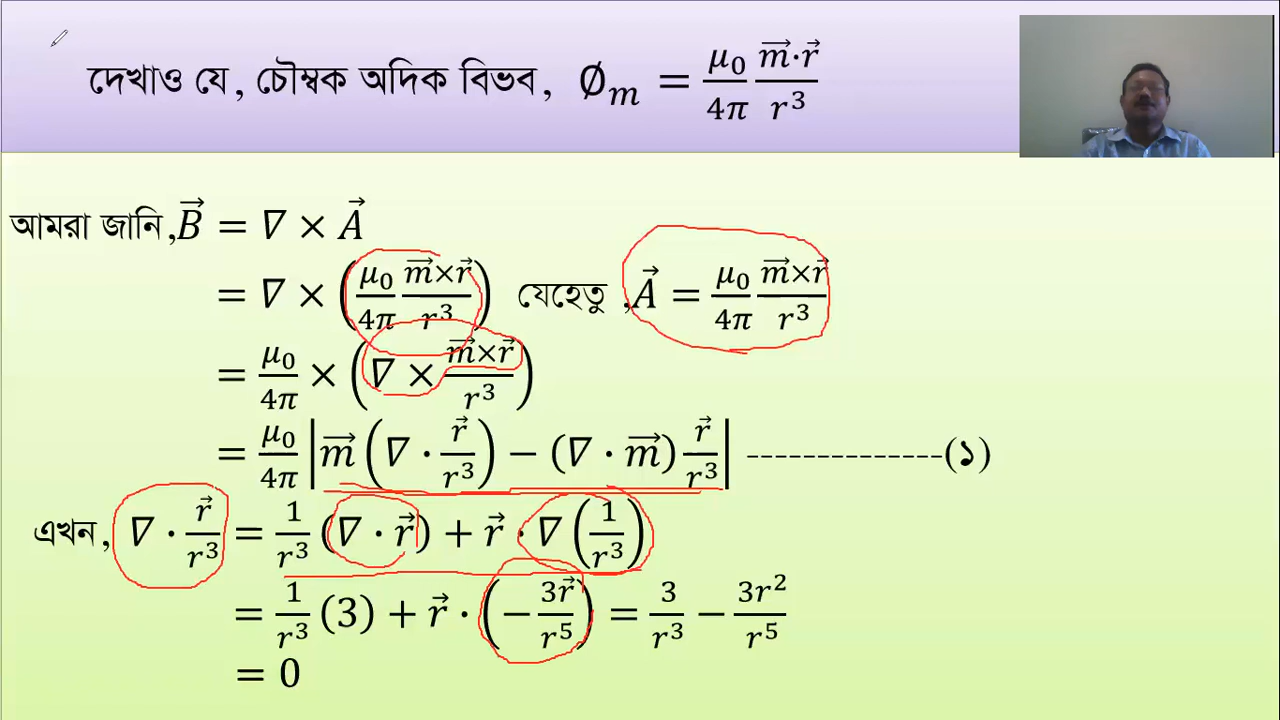 দেখাও যে, চৌম্বক অদিক বিভব, ∅ₘ = μ₀/4π (m⃗·r⃗)/r³
আমরা জানি, B⃗ = ∇ × A⃗
= ∇ × (μ₀/4π (m⃗×r⃗)/r³) যেহেতু, A⃗ = μ₀/4π (m⃗×r⃗)/r³
= μ₀/4π × (∇ × (m⃗×r⃗)/r³)
= μ₀/4π |m⃗(∇ · r⃗/r³) − (∇ · m⃗) r⃗/r³| --------------(১)
এখন, ∇ · r⃗/r³ = 1/r³ (∇ · r⃗) + r⃗ · ∇(1/r³)
= 1/r³ (3) + r⃗ · (− 3r⃗/r⁵) = 3/r³ − 3r²/r⁵
= 0